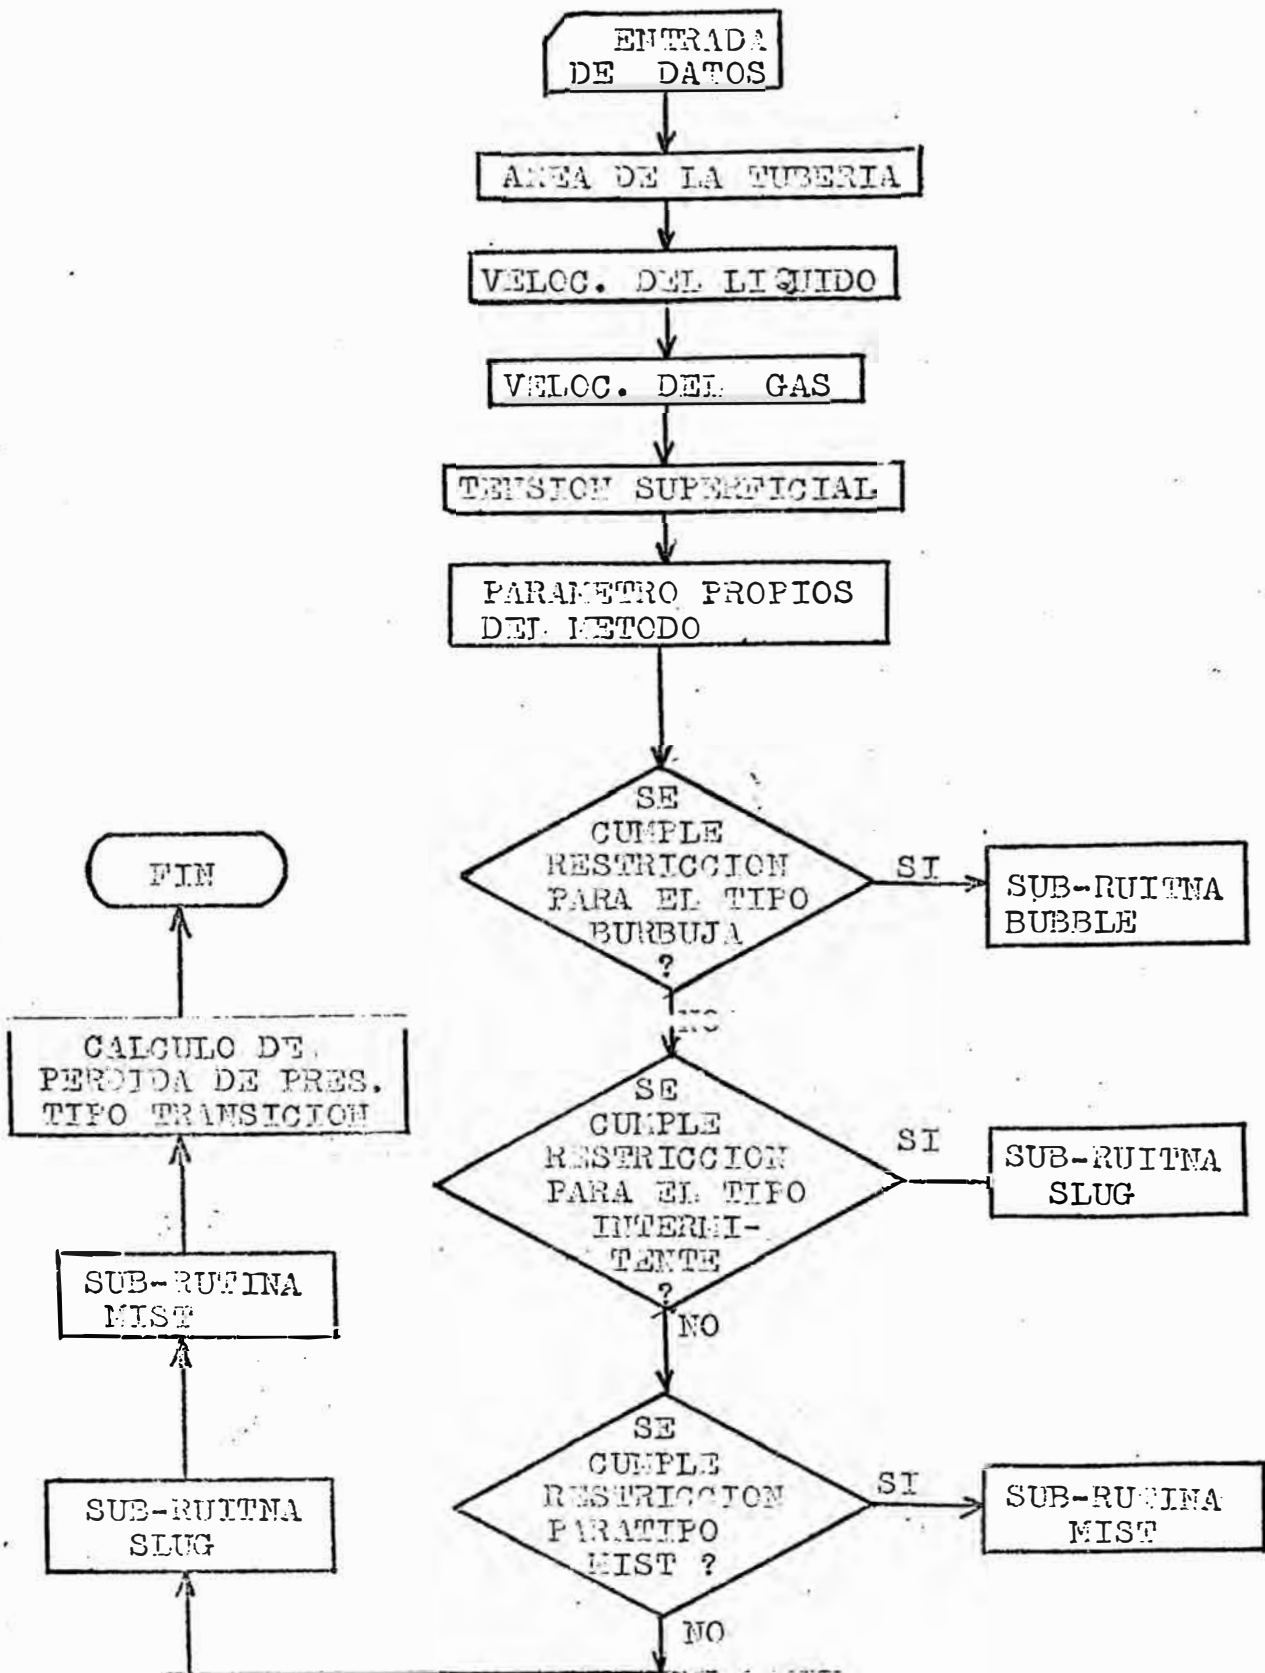 ENTRADA
DE DATOS
AREA DE LA TUBERIA
VELOC. DEL LIQUIDO
VELOC. DEL GAS
TENSION SUPERFICIAL
PARAMETRO PROPIOS
DEL METODO
SE
CUMPLE
RESTRICCION
PARA EL TIPO
BURBUJA
?
SI
SUB-RUITNA
BUBBLE
NO
SE
CUMPLE
RESTRICCION
PARA EL TIPO
INTERMI-
TENTE
?
SI
SUB-RUITNA
SLUG
NO
SE
CUMPLE
RESTRICCION
PARATIPO
MIST ?
SI
SUB-RUTINA
MIST
NO
SUB-RUITNA
SLUG
SUB-RUTINA
MIST
CALCULO DE
PERDIDA DE PRES.
TIPO TRANSICION
FIN